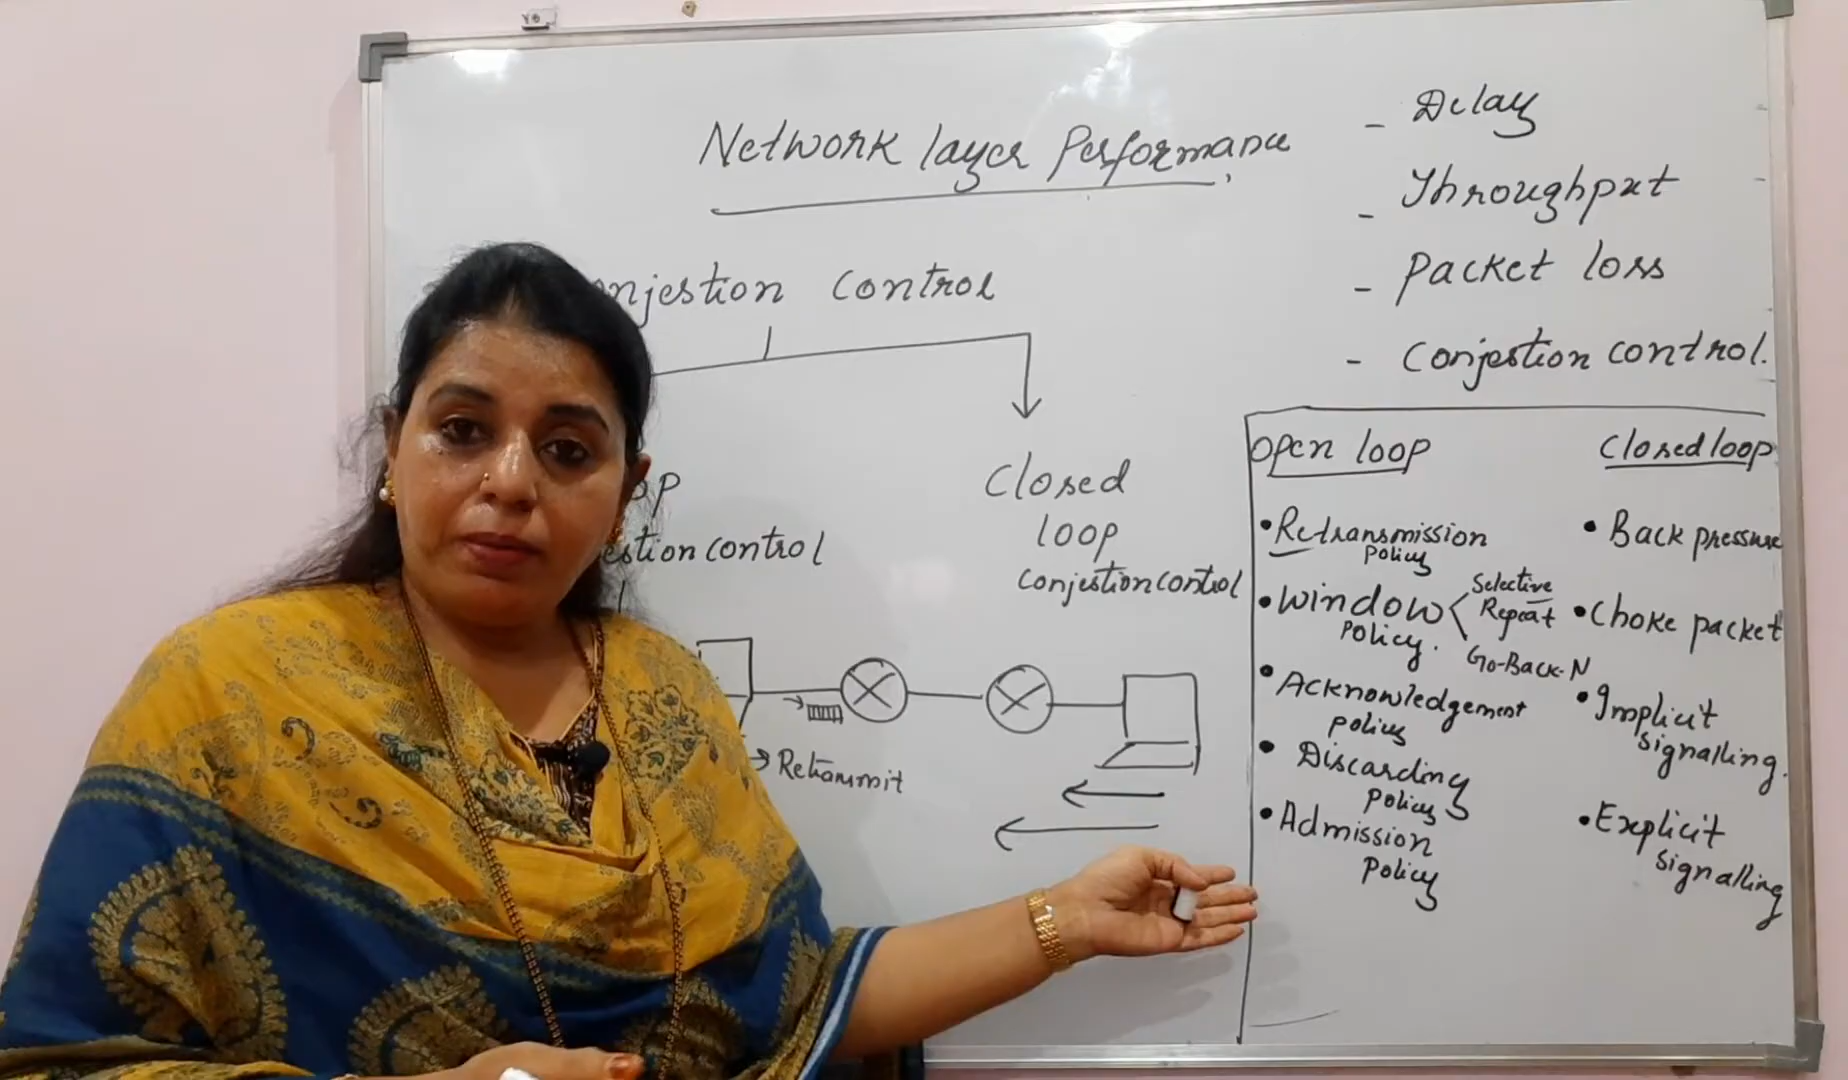 Network layer Performance
- Delay
- Throughput
- Packet loss
- Conjestion control.
onjestion control
op
estion control
Closed
loop
Conjestion control
Retransmit
Open loop
• Retransmission
Policy
• Window
Policy.
Selective
Repeat
Go-Back-N
• Acknowledgement
Policy
• Discarding
Policy
• Admission
Policy
Closed loop
• Back pressure
• Choke packet
• Implicit
signalling.
• Explicit
signalling